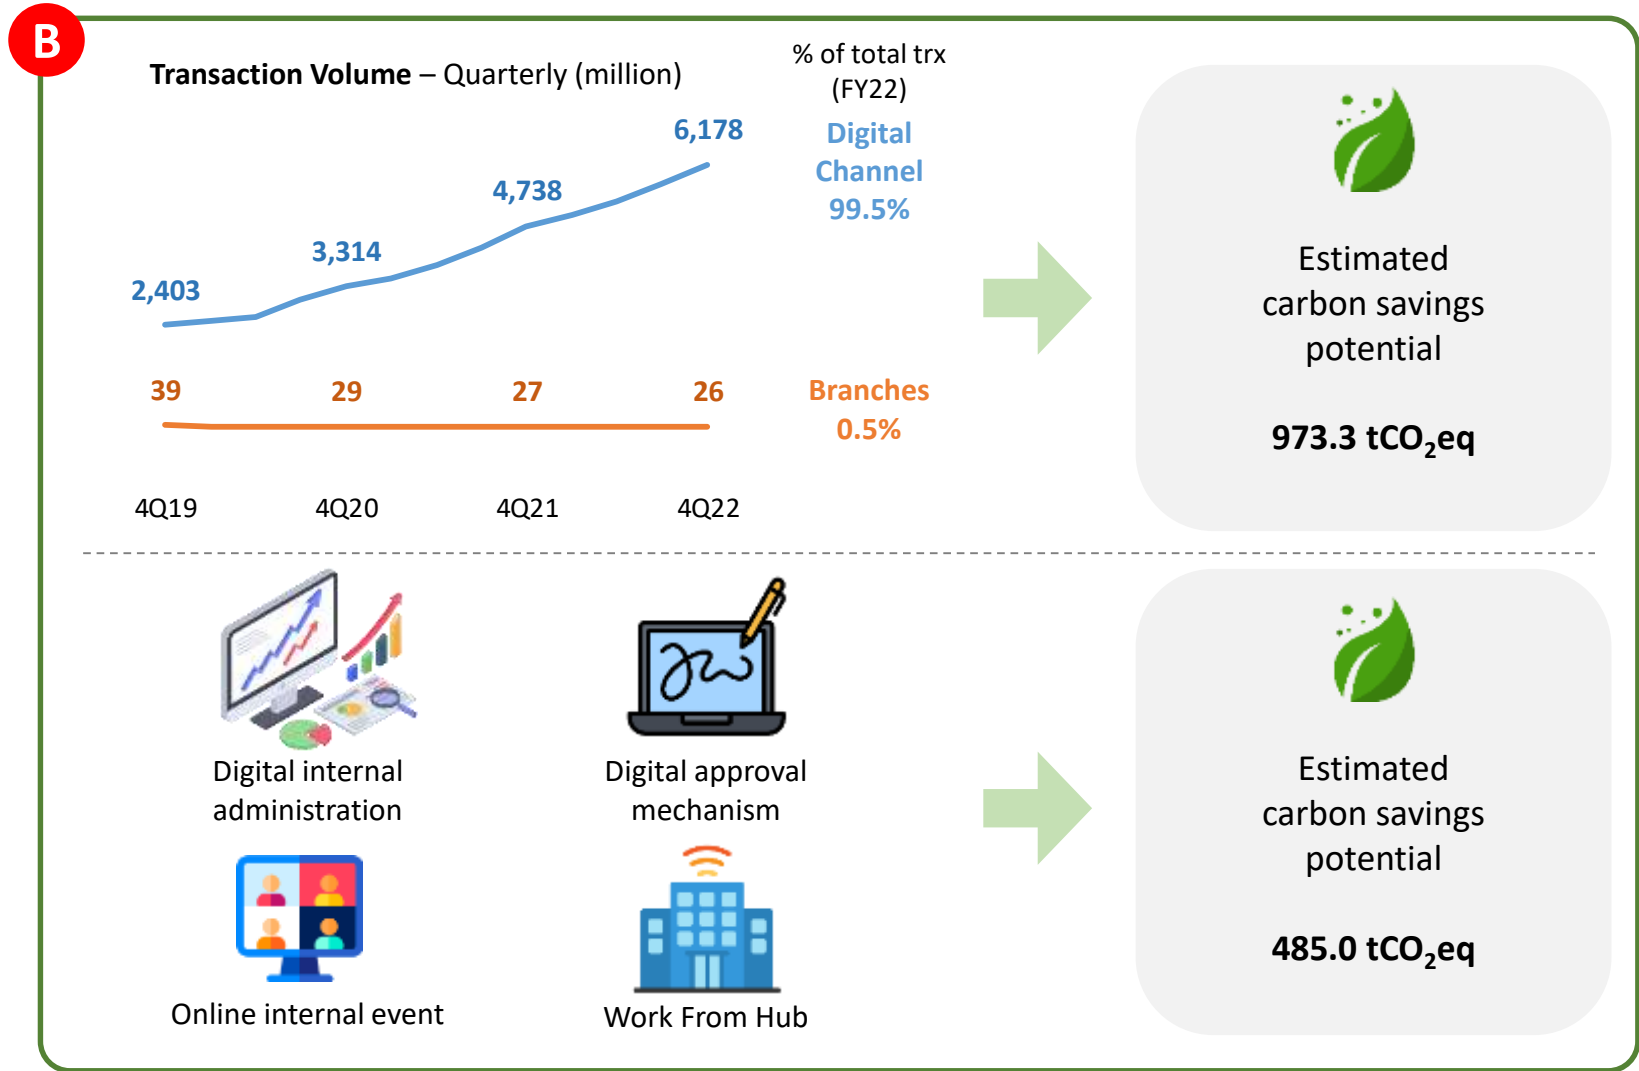 B
Transaction Volume – Quarterly (million)
% of total trx
(FY22)
6,178
4,738
3,314
2,403
Digital
Channel
99.5%
39
29
27
26
Branches
0.5%
4Q19
4Q20
4Q21
4Q22
Estimated
carbon savings
potential
973.3 tCO₂eq
Digital internal
administration
Digital approval
mechanism
Online internal event
Work From Hub
Estimated
carbon savings
potential
485.0 tCO₂eq